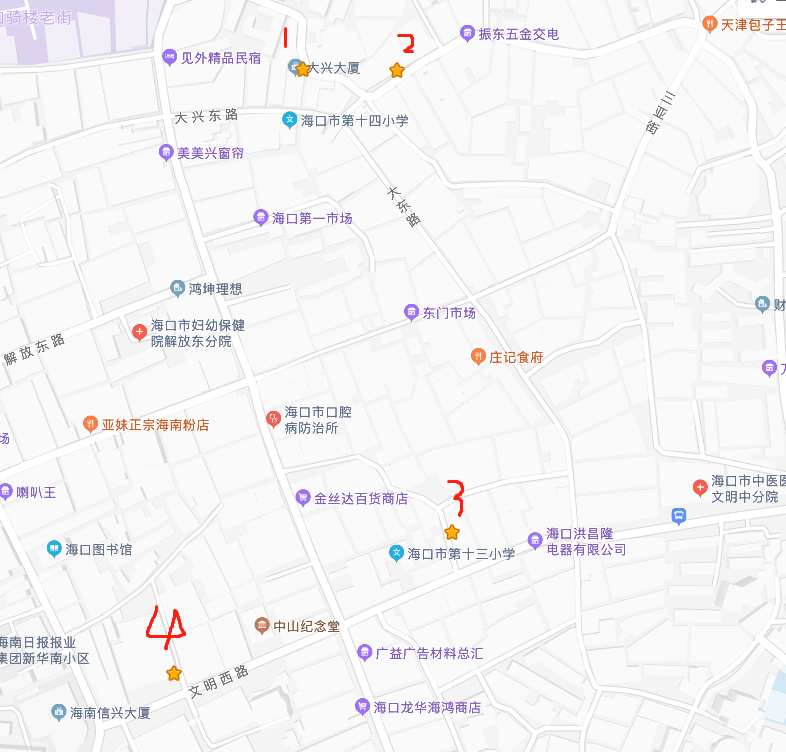 骑楼老街
天津包子王
1
2
振东五金交电
见外精品民宿
大兴大厦
三亚街
大兴东路
海口市第十四小学
美美兴窗帘
大东路
海口第一市场
鸿坤理想
东门市场
海口市妇幼保健
院解放东分院
解放东路
庄记食府
海口市口腔
病防治所
亚妹正宗海南粉店
场
喇叭王
金丝达百货商店
3
海口市中医医
文明中分院
海口洪昌隆
电器有限公司
海口图书馆
海口市第十三小学
4
中山纪念堂
海南日报报业
集团新华南小区
广益广告材料总汇
文明西路
海南信兴大厦
海口龙华海鸿商店